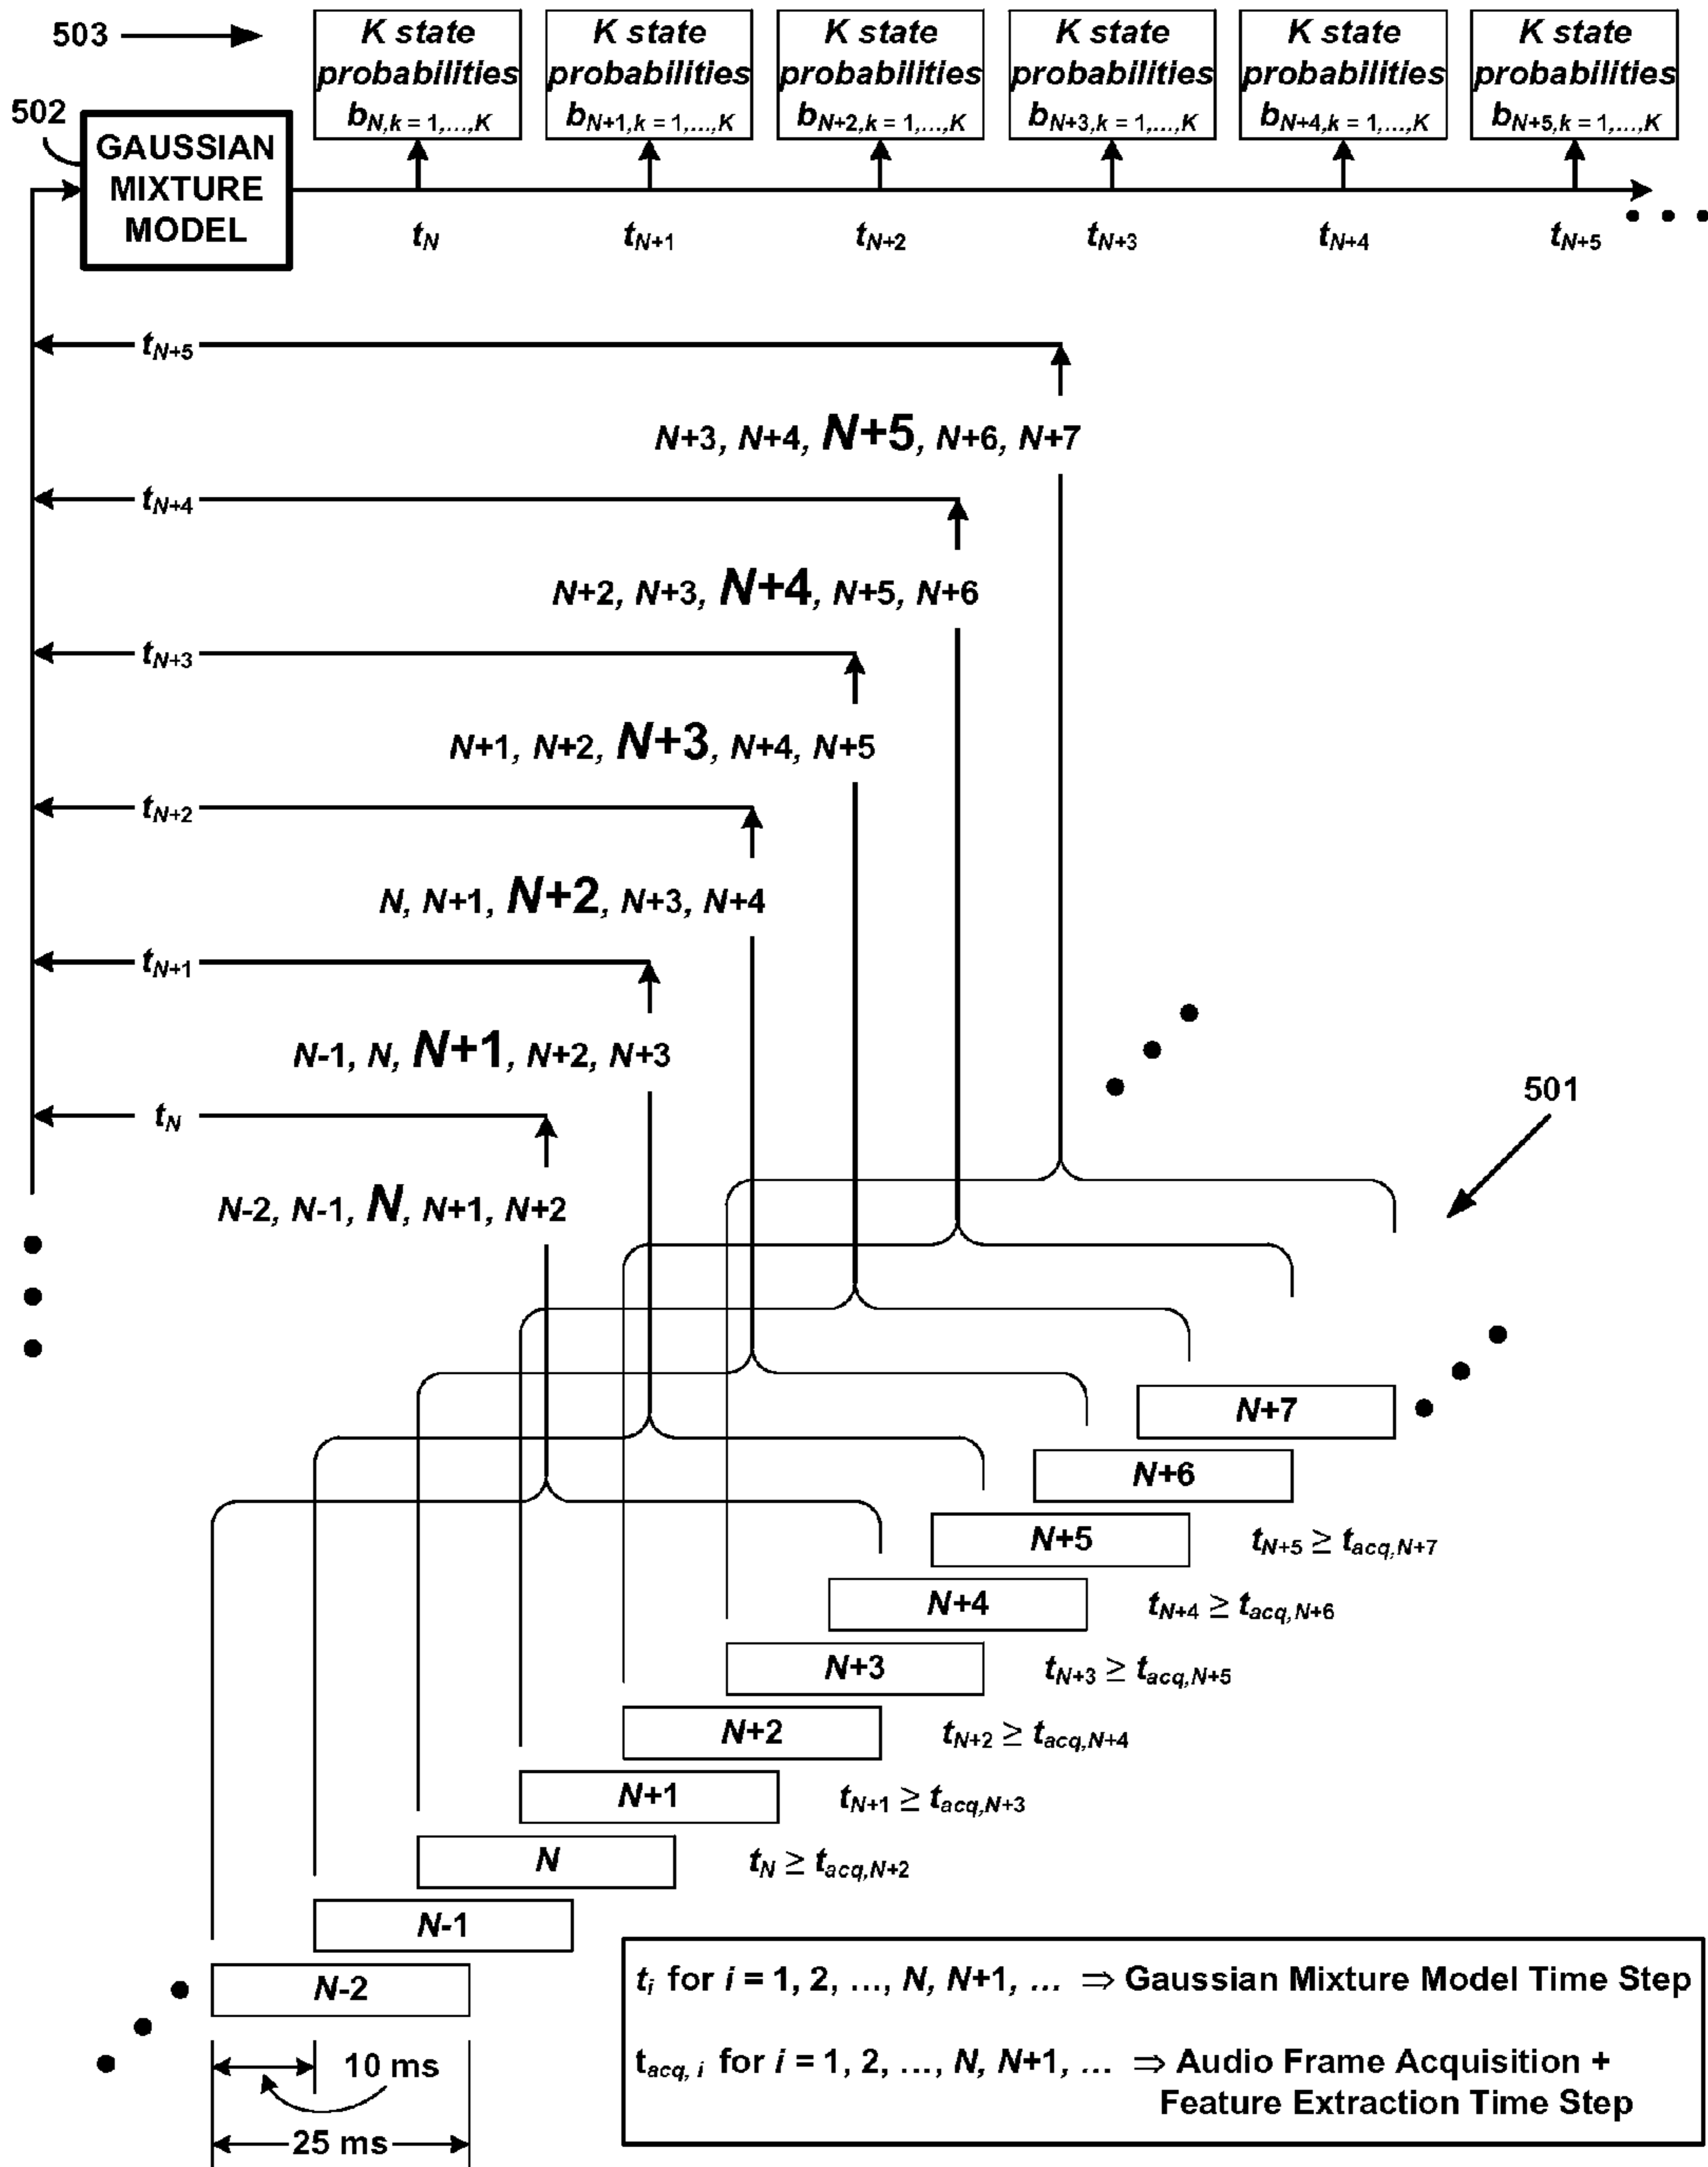 503
K state probabilities b_{N,k = 1,...,K}
K state probabilities b_{N+1,k = 1,...,K}
K state probabilities b_{N+2,k = 1,...,K}
K state probabilities b_{N+3,k = 1,...,K}
K state probabilities b_{N+4,k = 1,...,K}
K state probabilities b_{N+5,k = 1,...,K}
502
GAUSSIAN
MIXTURE
MODEL
t_N t_{N+1} t_{N+2} t_{N+3} t_{N+4} t_{N+5}
t_{N+5}
N+3, N+4, N+5, N+6, N+7
t_{N+4}
N+2, N+3, N+4, N+5, N+6
t_{N+3}
N+1, N+2, N+3, N+4, N+5
t_{N+2}
N, N+1, N+2, N+3, N+4
t_{N+1}
N-1, N, N+1, N+2, N+3
501
t_N
N-2, N-1, N, N+1, N+2
N+7
N+6
N+5 t_{N+5} ≥ t_{acq,N+7}
N+4 t_{N+4} ≥ t_{acq,N+6}
N+3 t_{N+3} ≥ t_{acq,N+5}
N+2 t_{N+2} ≥ t_{acq,N+4}
N+1 t_{N+1} ≥ t_{acq,N+3}
N t_N ≥ t_{acq,N+2}
N-1
N-2
10 ms
25 ms
t_i for i = 1, 2, ..., N, N+1, ... ⇒ Gaussian Mixture Model Time Step
t_{acq, i} for i = 1, 2, ..., N, N+1, ... ⇒ Audio Frame Acquisition +
Feature Extraction Time Step